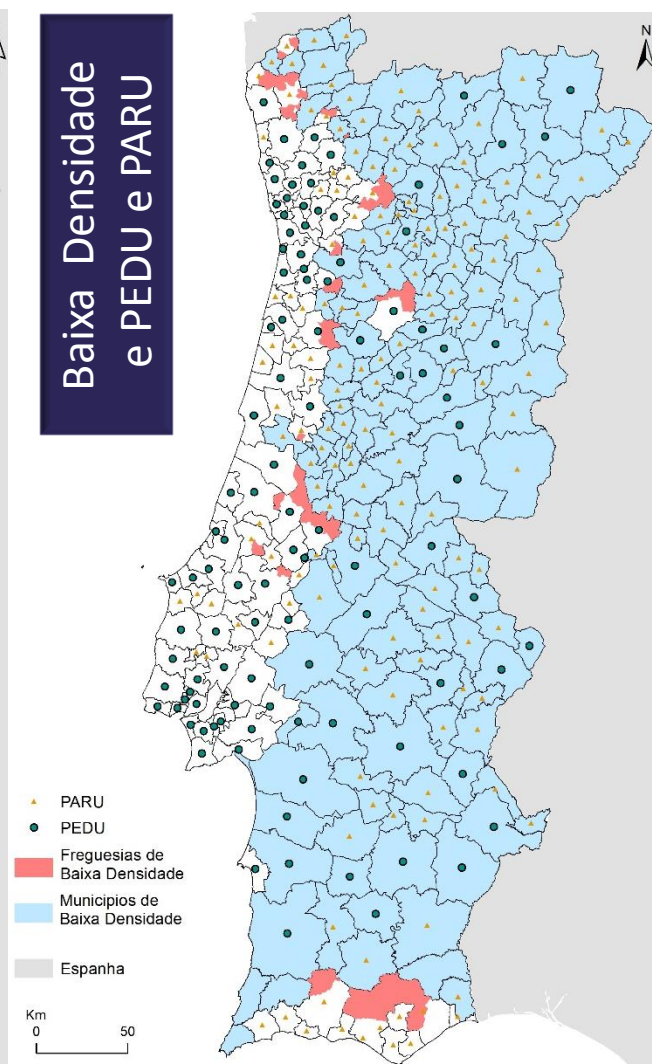 Baixa Densidade
e PEDU e PARU
N
PARU
PEDU
Freguesias de
Baixa Densidade
Municipios de
Baixa Densidade
Espanha
Km
0 50